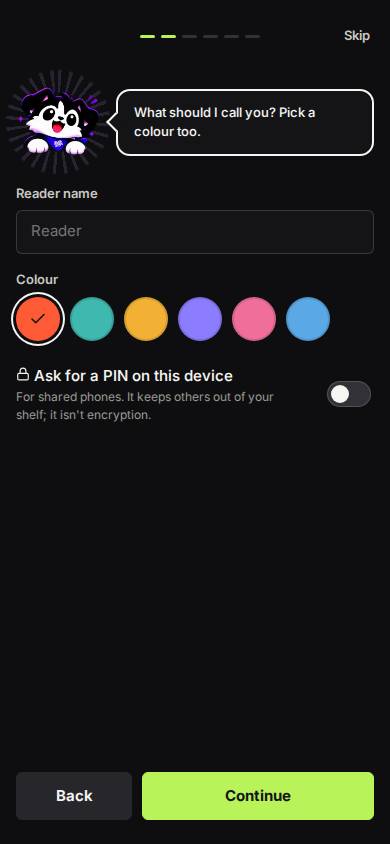 Skip
What should I call you? Pick a
colour too.
Reader name
Reader
Colour
Ask for a PIN on this device
For shared phones. It keeps others out of your
shelf; it isn't encryption.
Back
Continue